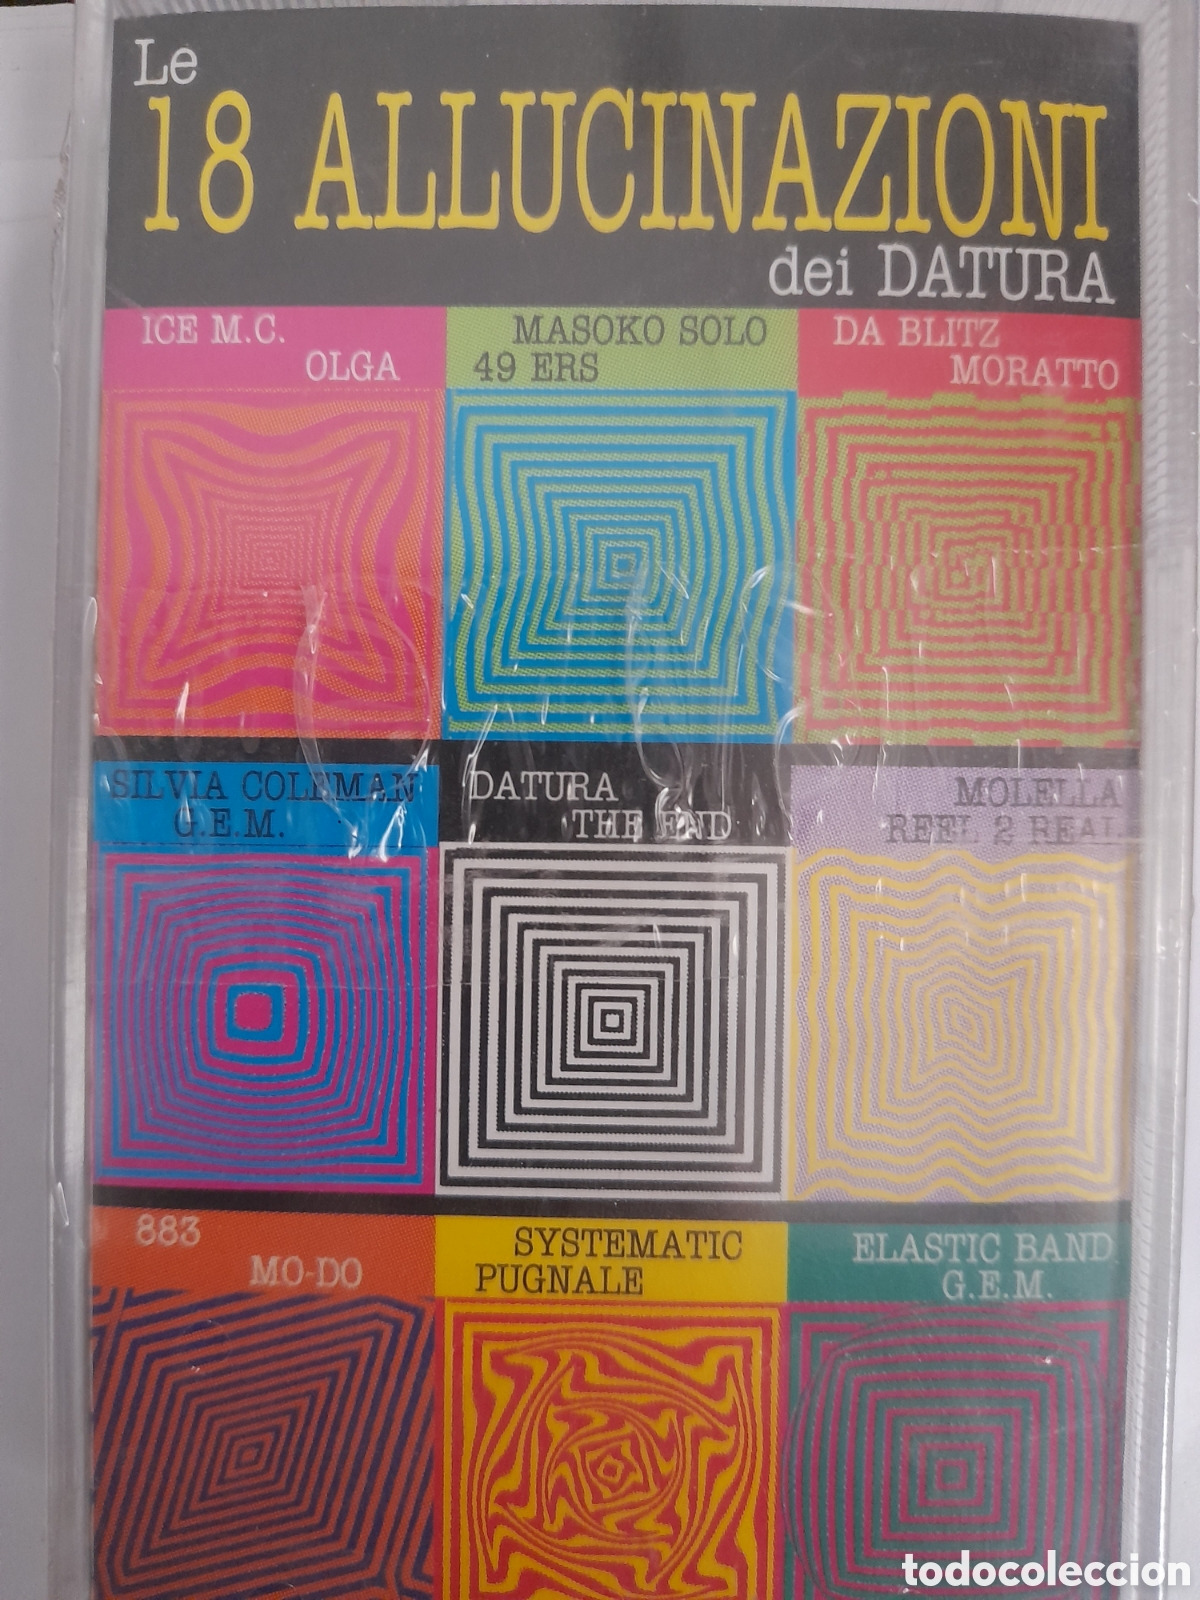 Le
18 ALLUCINAZIONI
dei DATURA
ICE M.C.
OLGA
MASOKO SOLO
49 ERS
DA BLITZ
MORATTO
SILVIA COLEMAN
G.E.M.
DATURA
THE END
MOLELLA
REEL 2 REAL
883
MO-DO
SYSTEMATIC
PUGNALE
ELASTIC BAND
G.E.M.
todocoleccion